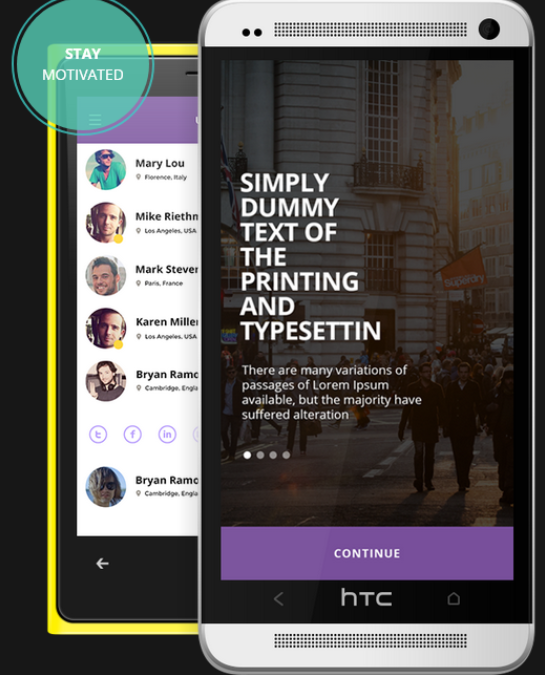 STAY
MOTIVATED
Mary Lou
Florence, Italy
Mike Riethn
Los Angeles, USA
Mark Stever
Paris, France
Karen Miller
Los Angeles, USA
Bryan Ramo
Cambridge, Engla
Bryan Ramo
Cambridge, Engla
SIMPLY
DUMMY
TEXT OF
THE
PRINTING
AND
TYPESETTIN
Superdry
There are many variations of
passages of Lorem Ipsum
available, but the majority have
suffered alteration
CONTINUE
hTC